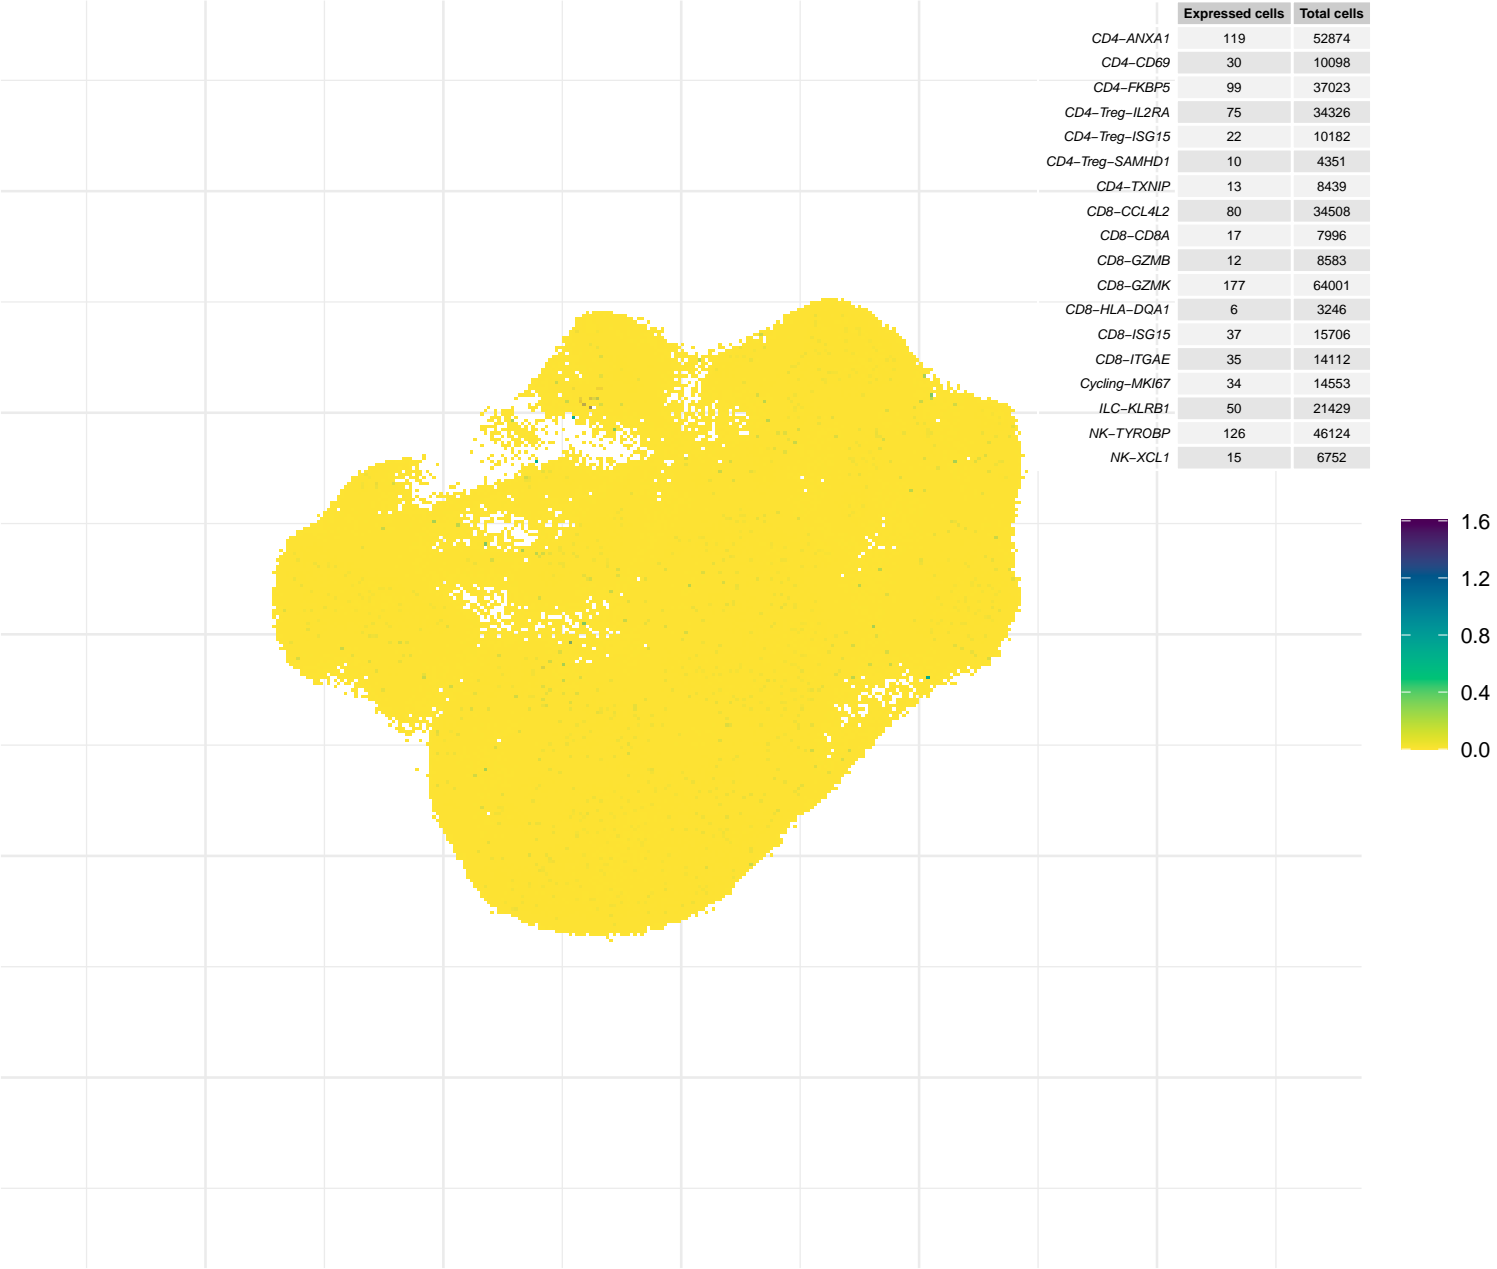 Expressed cells Total cells
CD4−ANXA1 119 52874
CD4−CD69 30 10098
CD4−FKBP5 99 37023
CD4−Treg−IL2RA 75 34326
CD4−Treg−ISG15 22 10182
CD4−Treg−SAMHD1 10 4351
CD4−TXNIP 13 8439
CD8−CCL4L2 80 34508
CD8−CD8A 17 7996
CD8−GZMB 12 8583
CD8−GZMK 177 64001
CD8−HLA−DQA1 6 3246
CD8−ISG15 37 15706
CD8−ITGAE 35 14112
Cycling−MKI67 34 14553
ILC−KLRB1 50 21429
NK−TYROBP 126 46124
NK−XCL1 15 6752
1.6
1.2
0.8
0.4
0.0